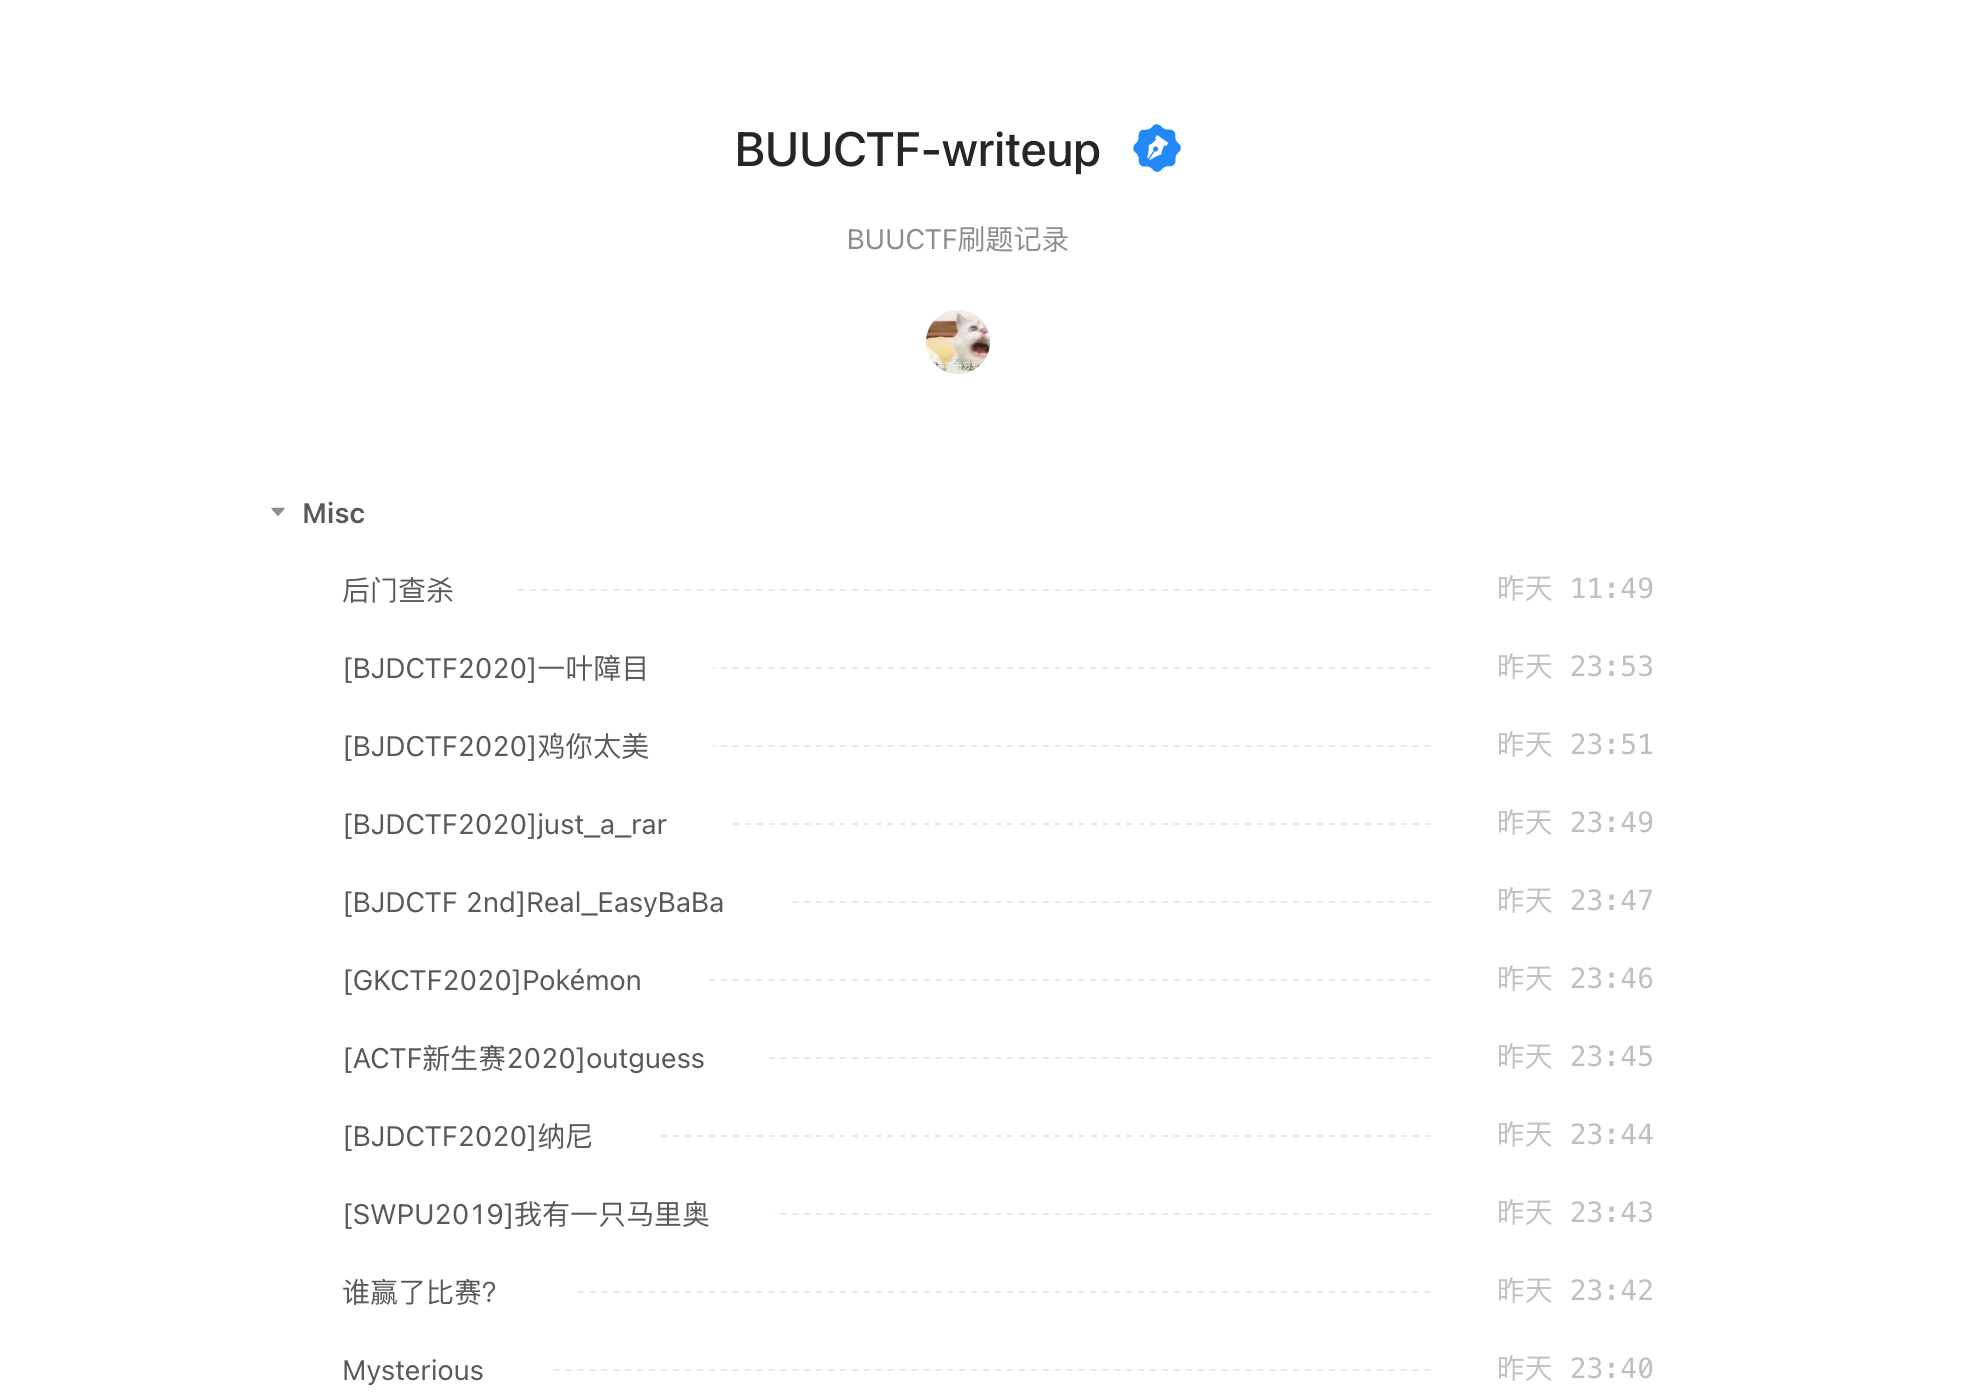 BUUCTF-writeup
BUUCTF刷题记录
Misc
后门查杀 昨天 11:49
[BJDCTF2020]一叶障目 昨天 23:53
[BJDCTF2020]鸡你太美 昨天 23:51
[BJDCTF2020]just_a_rar 昨天 23:49
[BJDCTF 2nd]Real_EasyBaBa 昨天 23:47
[GKCTF2020]Pokémon 昨天 23:46
[ACTF新生赛2020]outguess 昨天 23:45
[BJDCTF2020]纳尼 昨天 23:44
[SWPU2019]我有一只马里奥 昨天 23:43
谁赢了比赛? 昨天 23:42
Mysterious 昨天 23:40